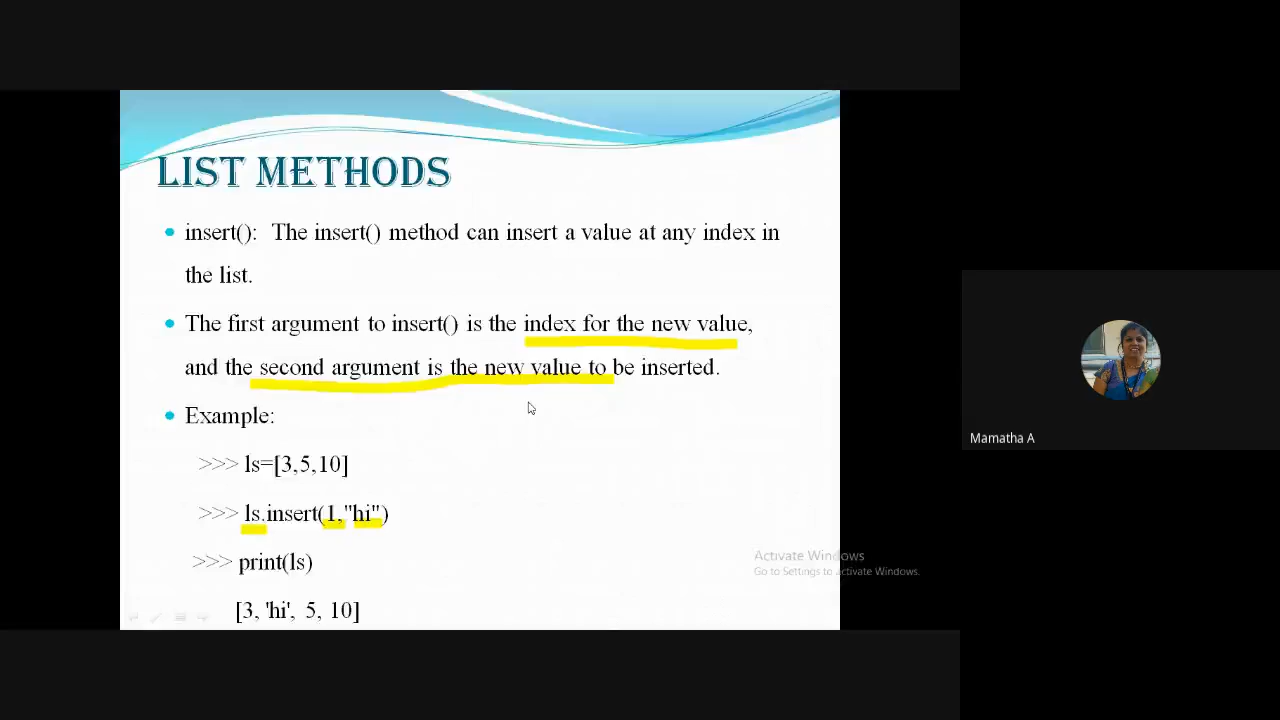 LIST METHODS
insert(): The insert() method can insert a value at any index in
the list.
The first argument to insert() is the index for the new value,
and the second argument is the new value to be inserted.
Example:
>>> ls=[3,5,10]
>>> ls.insert(1,"hi")
>>> print(ls)
[3, 'hi', 5, 10]
Mamatha A
Activate Windows
Go to Settings to activate Windows.